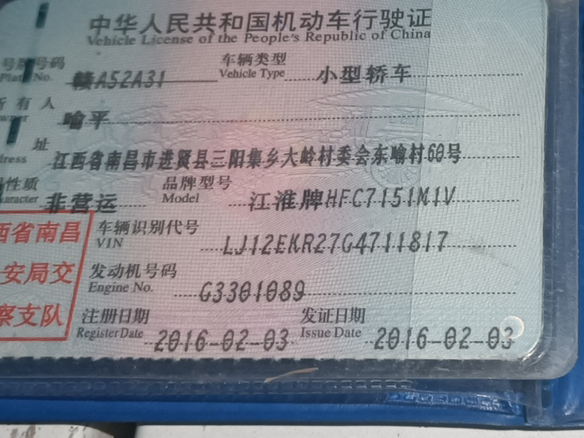 中华人民共和国机动车行驶证
Vehicle License of the People's Republic of China
号牌号码 赣A52A31 车辆类型 小型轿车
Plate No. Vehicle Type
所有人 喻平
Owner
址 江西省南昌市进贤县三阳集乡大岭村委会东喻村60号
Address
使用性质 非营运 品牌型号 江淮牌HFC7151M1V
Character Model
西省南昌 车辆识别代号 LJ12EKR27G4711817
VIN
安局交 发动机号码 G3301089
Engine No.
察支队 注册日期 2016-02-03 发证日期 2016-02-03
Register Date Issue Date